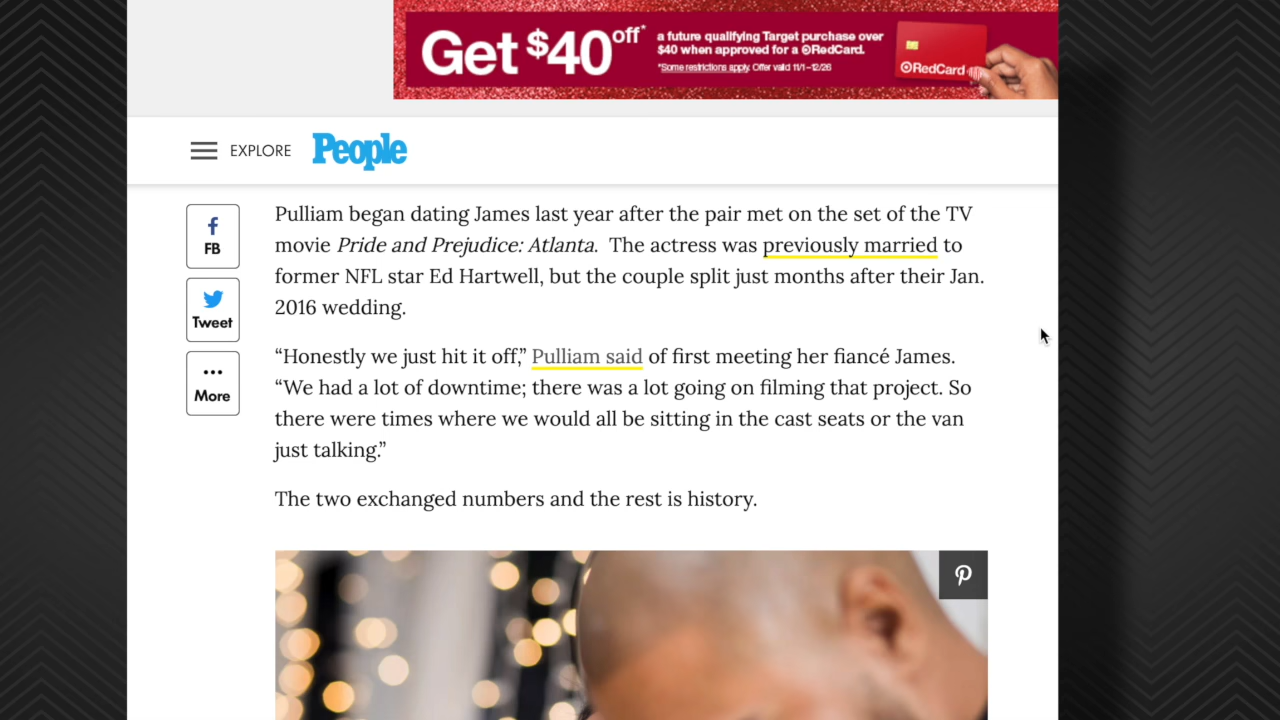 Get $40 off*
a future qualifying Target purchase over
$40 when approved for a RedCard.
*Some restrictions apply. Offer valid 11/1–12/26
RedCard
EXPLORE
People
FB
Tweet
More
Pulliam began dating James last year after the pair met on the set of the TV
movie Pride and Prejudice: Atlanta. The actress was previously married to
former NFL star Ed Hartwell, but the couple split just months after their Jan.
2016 wedding.
“Honestly we just hit it off,” Pulliam said of first meeting her fiancé James.
“We had a lot of downtime; there was a lot going on filming that project. So
there were times where we would all be sitting in the cast seats or the van
just talking.”
The two exchanged numbers and the rest is history.